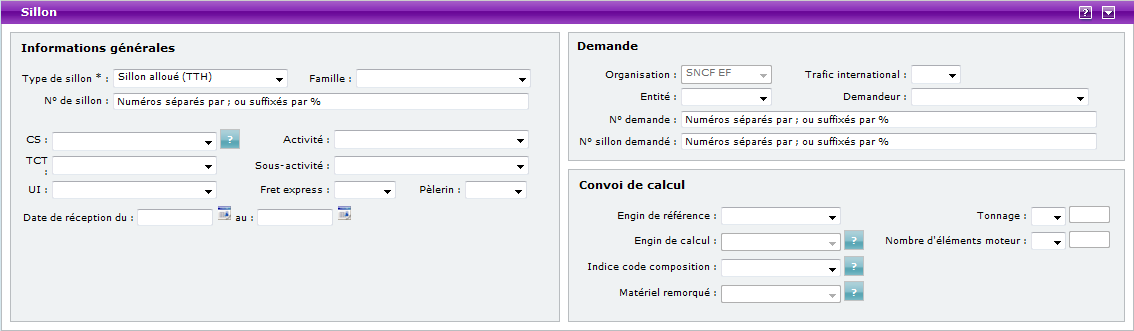 Sillon ?
Informations générales
Type de sillon * : Sillon alloué (TTH) Famille :
N° de sillon : Numéros séparés par ; ou suffixés par %
CS : ? Activité :
TCT : Sous-activité :
UI : Fret express : Pèlerin :
Date de réception du : au :
Demande
Organisation : SNCF EF Trafic international :
Entité : Demandeur :
N° demande : Numéros séparés par ; ou suffixés par %
N° sillon demandé : Numéros séparés par ; ou suffixés par %
Convoi de calcul
Engin de référence : Tonnage :
Engin de calcul : ? Nombre d'éléments moteur :
Indice code composition : ?
Matériel remorqué : ?